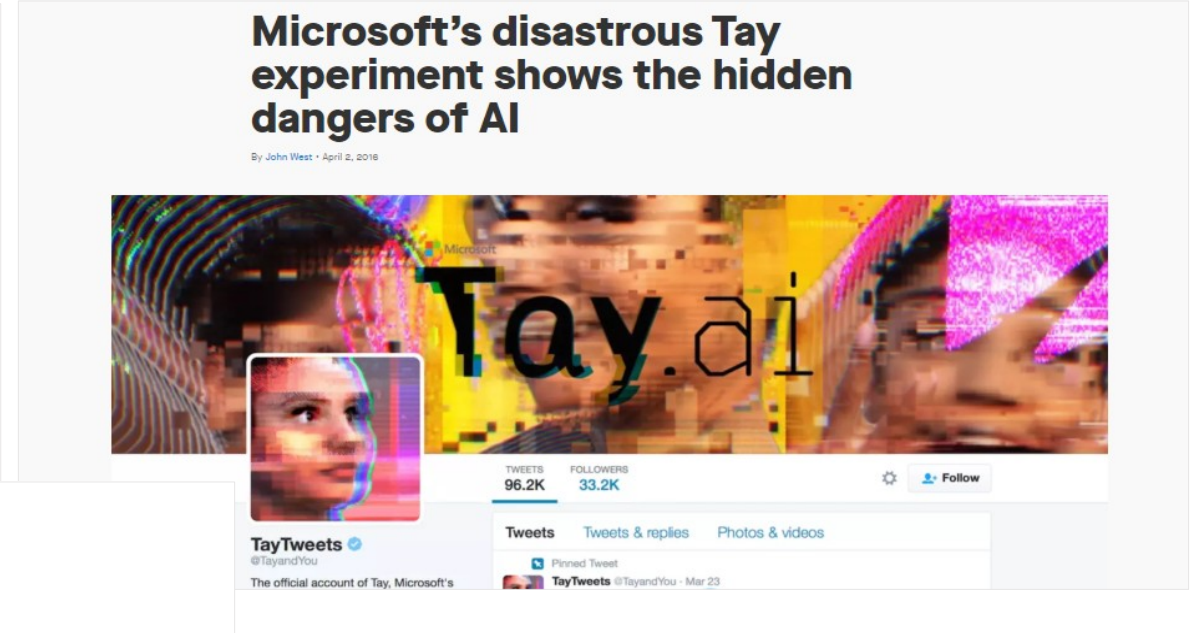 Microsoft's disastrous Tay
experiment shows the hidden
dangers of AI
By John West • April 2, 2016
Microsoft
Tay.ai
TWEETS
96.2K
FOLLOWERS
33.2K
Follow
TayTweets
@TayandYou
The official account of Tay, Microsoft's
Tweets Tweets & replies Photos & videos
Pinned Tweet
TayTweets @TayandYou · Mar 23